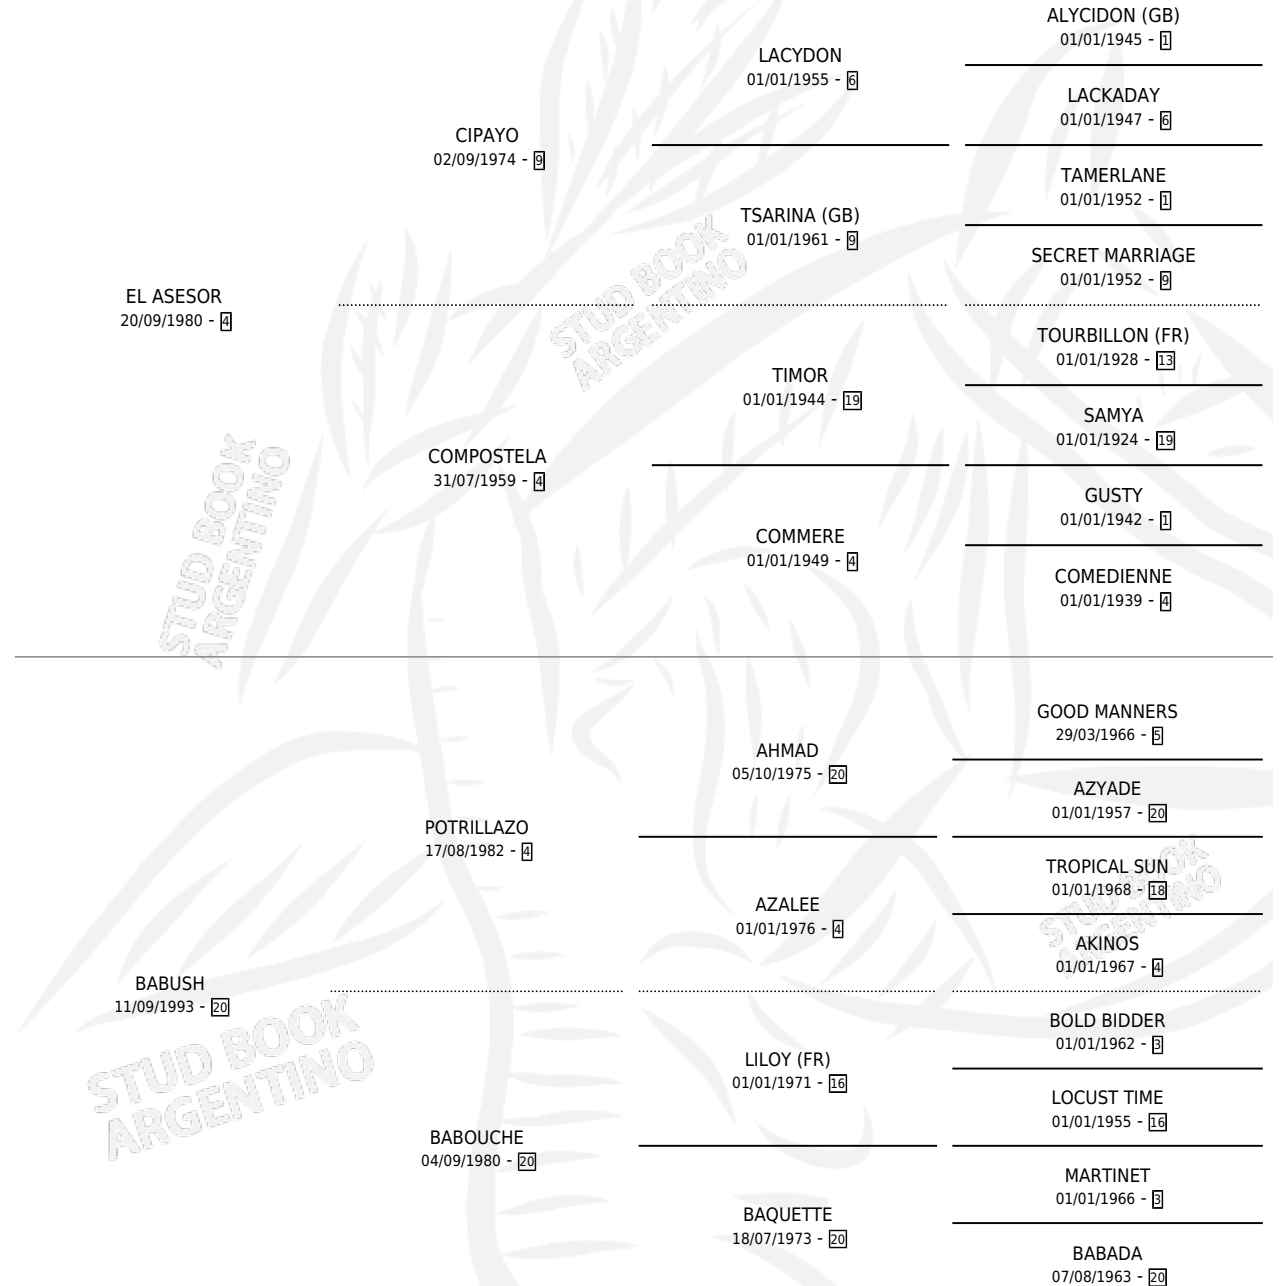 ALYCIDON (GB)
01/01/1945 - 1
LACYDON
01/01/1955 - 6
LACKADAY
01/01/1947 - 6
CIPAYO
02/09/1974 - 9
TAMERLANE
01/01/1952 - 1
TSARINA (GB)
01/01/1961 - 9
SECRET MARRIAGE
01/01/1952 - 9
EL ASESOR
20/09/1980 - 4
STUD BOOK
ARGENTINO
TOURBILLON (FR)
01/01/1928 - 13
TIMOR
01/01/1944 - 19
SAMYA
01/01/1924 - 19
COMPOSTELA
31/07/1959 - 4
GUSTY
01/01/1942 - 1
COMMERE
01/01/1949 - 4
COMEDIENNE
01/01/1939 - 4
STUD BOOK
ARGENTINO
GOOD MANNERS
29/03/1966 - 5
AHMAD
05/10/1975 - 20
AZYADE
01/01/1957 - 20
POTRILLAZO
17/08/1982 - 4
TROPICAL SUN
01/01/1968 - 18
AZALEE
01/01/1976 - 4
AKINOS
01/01/1967 - 4
STUD BOOK
ARGENTINO
BABUSH
11/09/1993 - 20
BOLD BIDDER
01/01/1962 - 3
LILOY (FR)
01/01/1971 - 16
LOCUST TIME
01/01/1955 - 16
STUD BOOK
ARGENTINO
BABOUCHE
04/09/1980 - 20
MARTINET
01/01/1966 - 3
BAQUETTE
18/07/1973 - 20
BABADA
07/08/1963 - 20